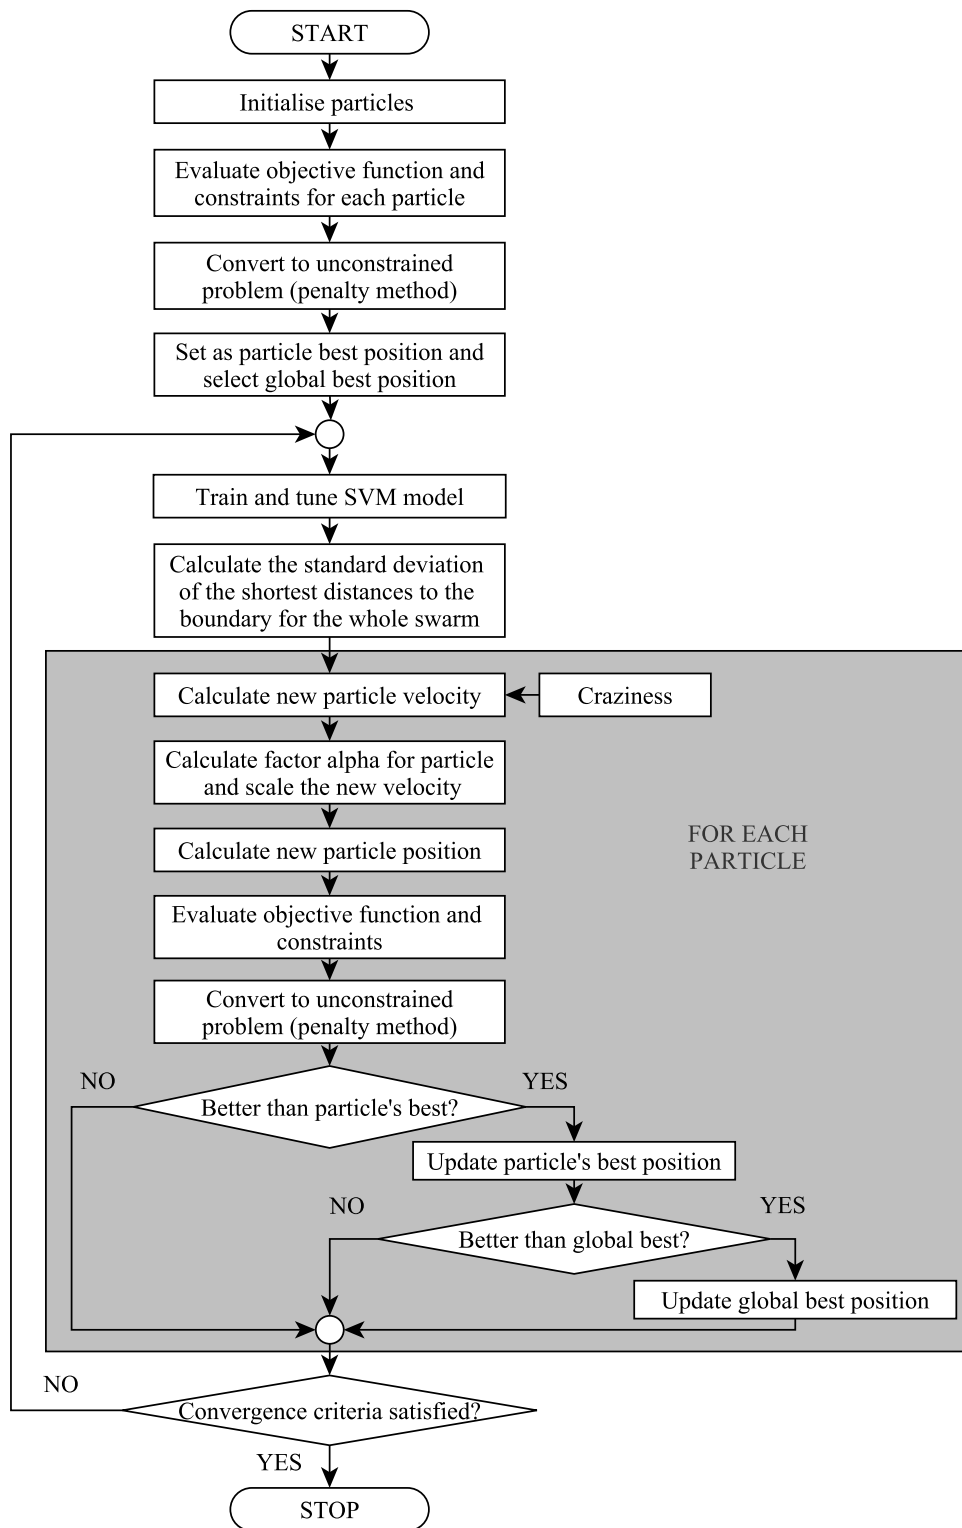 START
Initialise particles
Evaluate objective function and
constraints for each particle
Convert to unconstrained
problem (penalty method)
Set as particle best position and
select global best position
Train and tune SVM model
Calculate the standard deviation
of the shortest distances to the
boundary for the whole swarm
Calculate new particle velocity
Craziness
Calculate factor alpha for particle
and scale the new velocity
FOR EACH
PARTICLE
Calculate new particle position
Evaluate objective function and
constraints
Convert to unconstrained
problem (penalty method)
NO
YES
Better than particle's best?
Update particle's best position
NO
YES
Better than global best?
Update global best position
NO
Convergence criteria satisfied?
YES
STOP